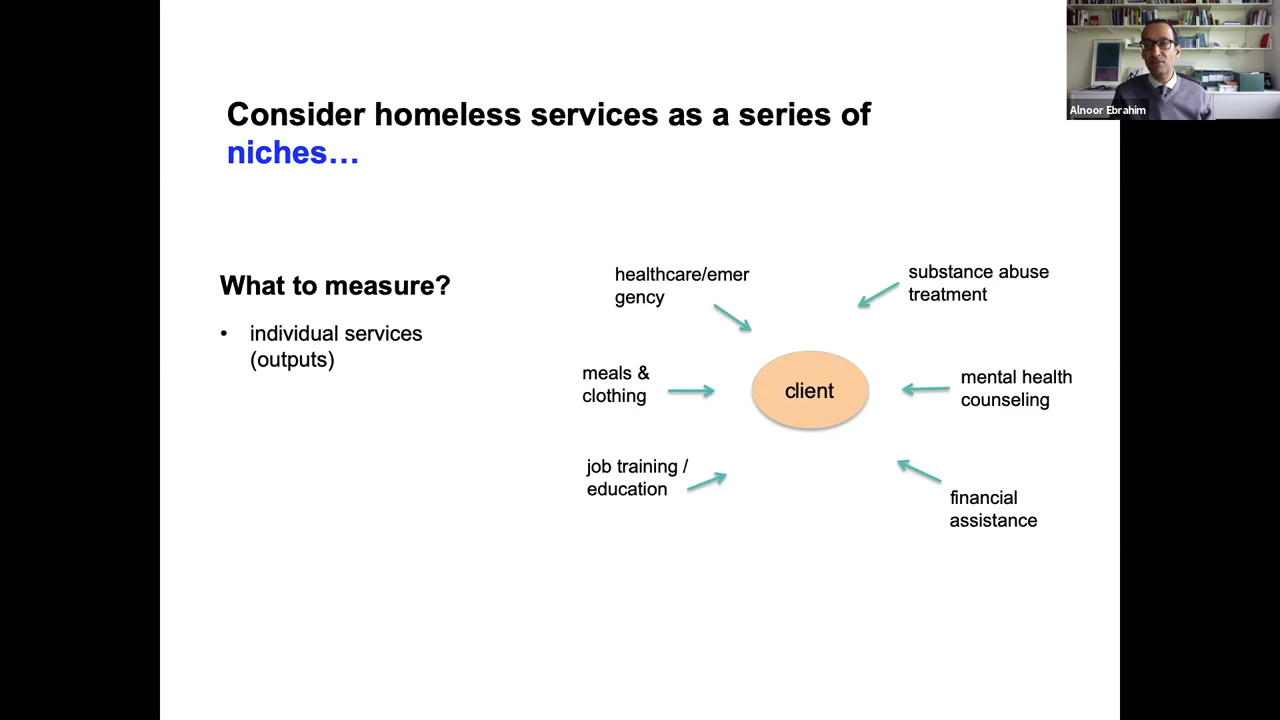 Alnoor Ebrahim
Consider homeless services as a series of
niches…
What to measure?
• individual services
(outputs)
healthcare/emer
gency
substance abuse
treatment
meals &
clothing
client
mental health
counseling
job training /
education
financial
assistance